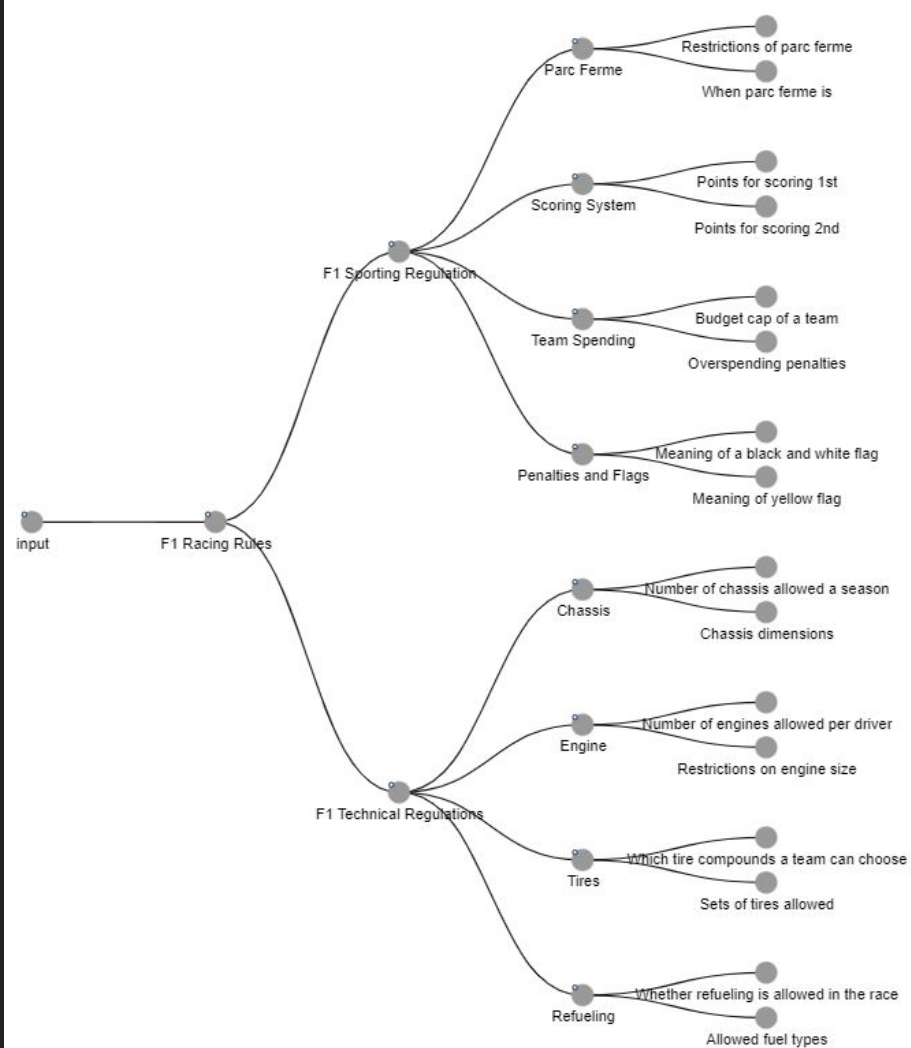 Restrictions of parc ferme
Parc Ferme
When parc ferme is
Points for scoring 1st
Scoring System
Points for scoring 2nd
F1 Sporting Regulation
Budget cap of a team
Team Spending
Overspending penalties
Meaning of a black and white flag
Penalties and Flags
Meaning of yellow flag
input
F1 Racing Rules
Number of chassis allowed a season
Chassis
Chassis dimensions
Number of engines allowed per driver
Engine
Restrictions on engine size
F1 Technical Regulations
Which tire compounds a team can choose
Tires
Sets of tires allowed
Whether refueling is allowed in the race
Refueling
Allowed fuel types